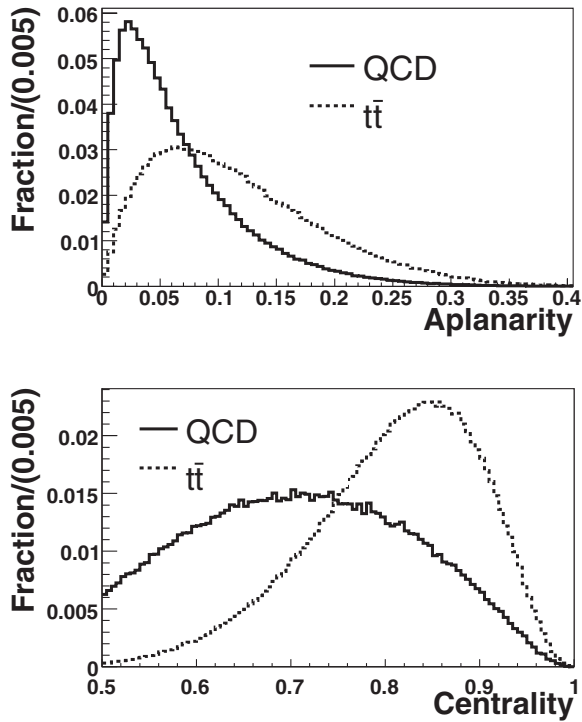 Fraction/(0.005)
0.06
0.05
0.04
0.03
0.02
0.01
0
QCD
tt̄
0 0.05 0.1 0.15 0.2 0.25 0.3 0.35 0.4
Aplanarity
Fraction/(0.005)
0.02
0.015
0.01
0.005
0
QCD
tt̄
0.5 0.6 0.7 0.8 0.9 1
Centrality